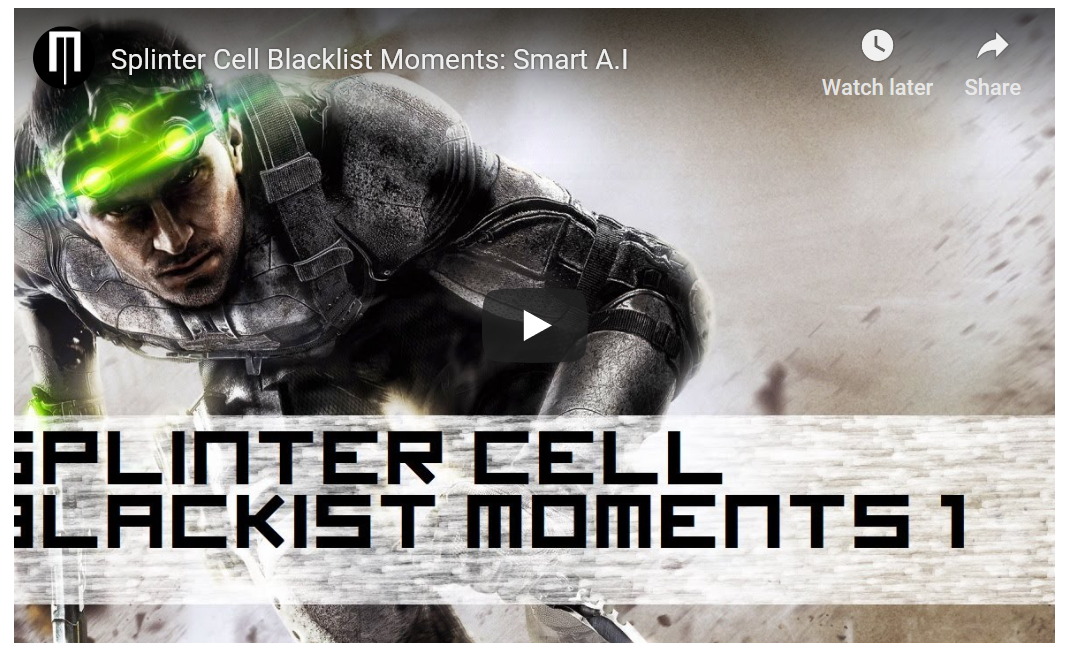 Splinter Cell Blacklist Moments: Smart A.I
Watch later
Share
SPLINTER CELL
BLACKIST MOMENTS 1